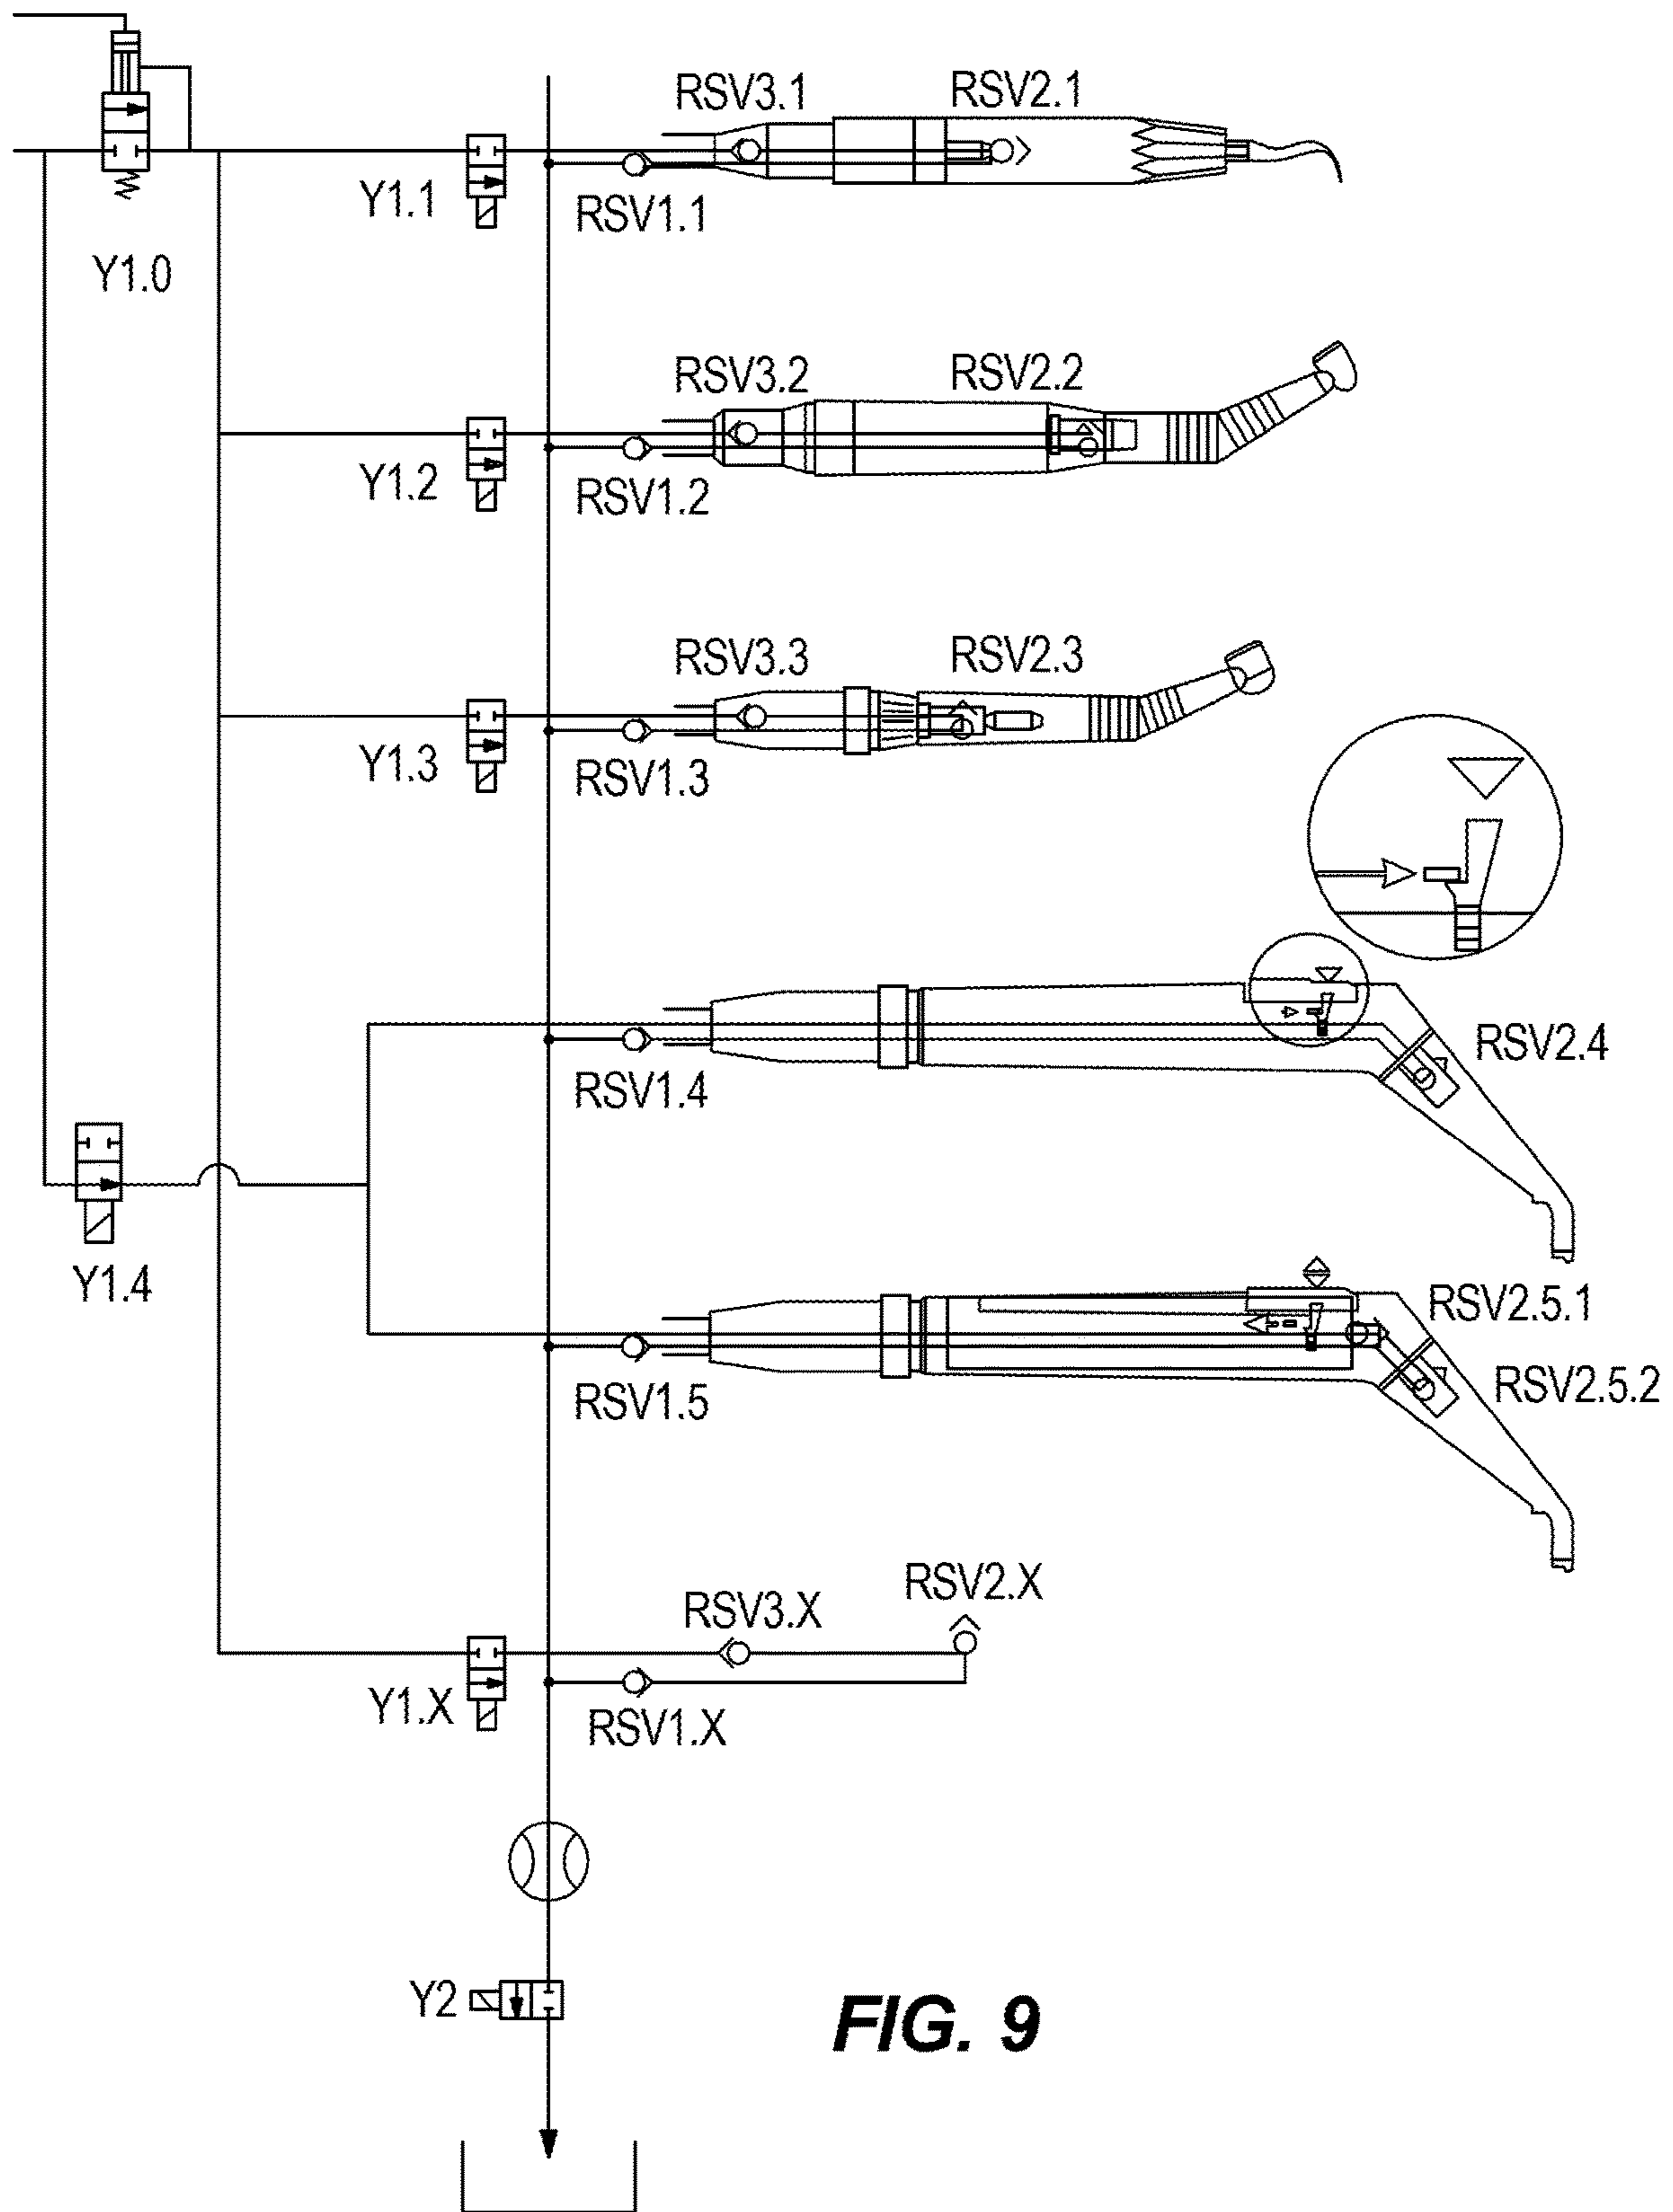 RSV3.1
RSV2.1
Y1.1
RSV1.1
Y1.0
RSV3.2
RSV2.2
Y1.2
RSV1.2
RSV3.3
RSV2.3
Y1.3
RSV1.3
RSV2.4
RSV1.4
Y1.4
RSV2.5.1
RSV2.5.2
RSV1.5
RSV2.X
RSV3.X
Y1.X
RSV1.X
Y2
FIG. 9